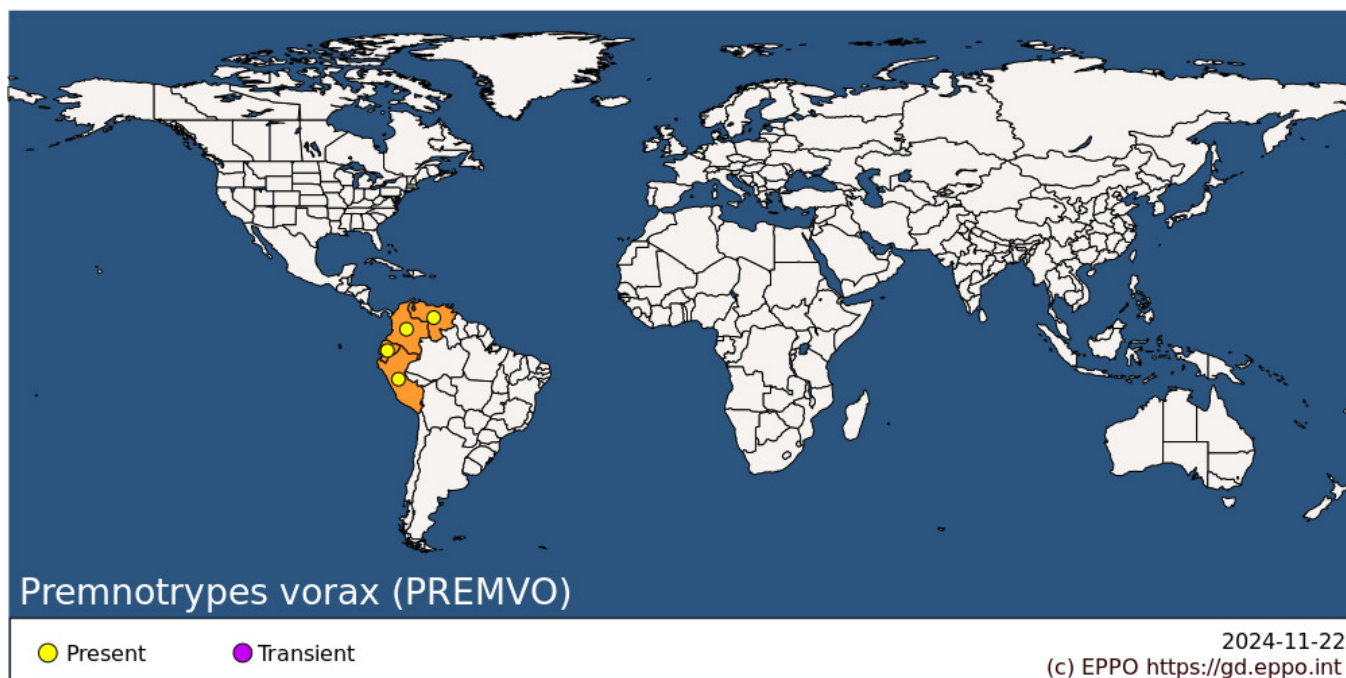 Premnotrypes vorax (PREMVO)
Present
Transient
2024-11-22
(c) EPPO https://gd.eppo.int